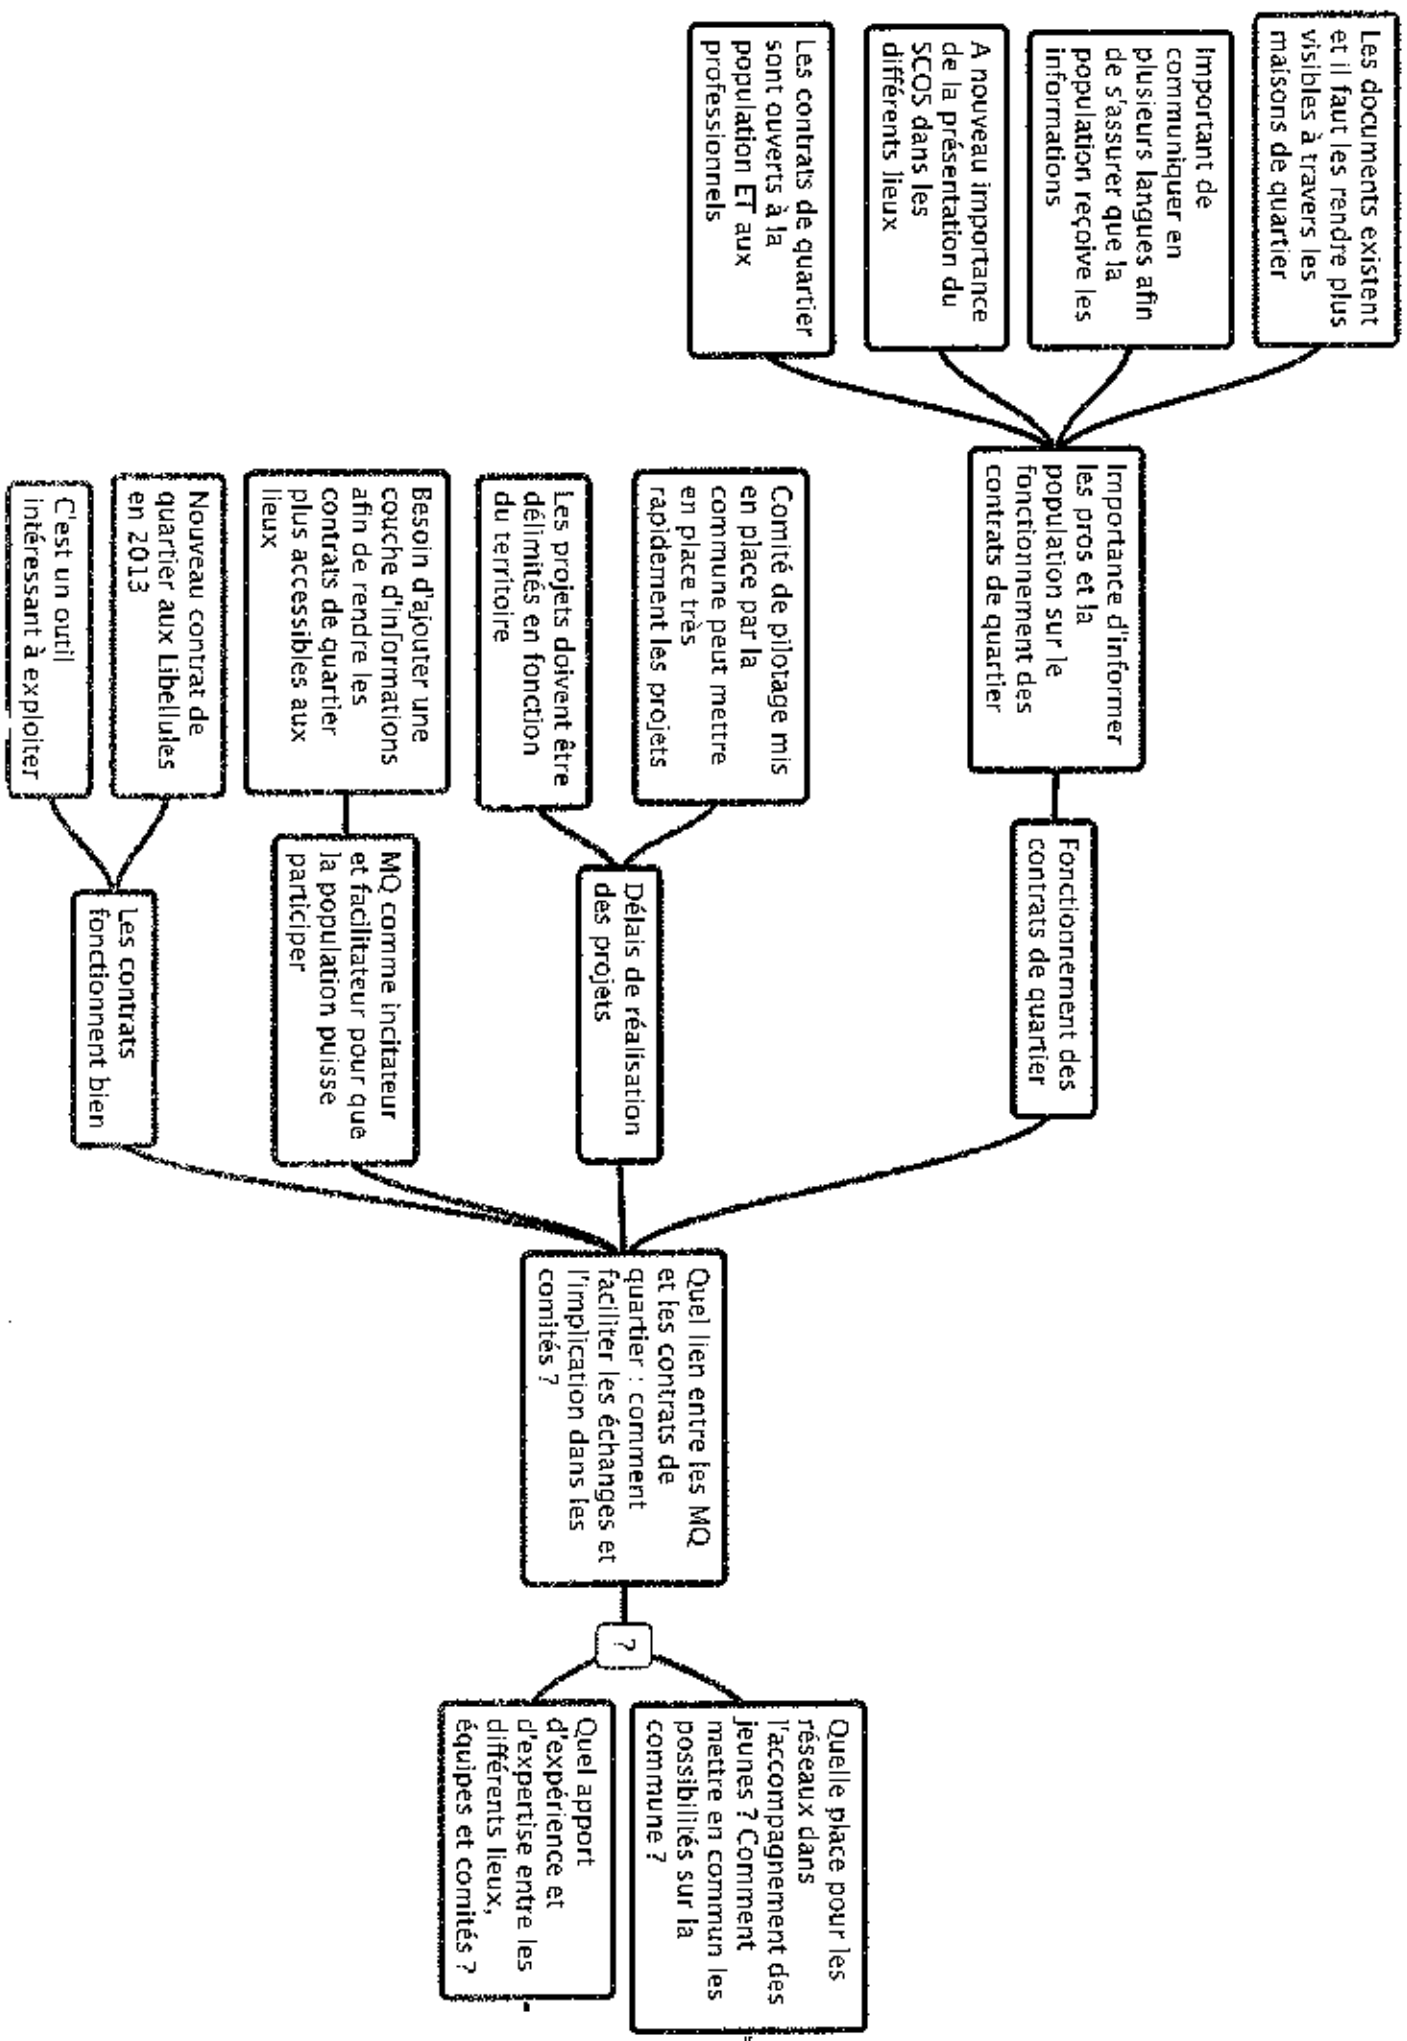 Les documents existent
et il faut les rendre plus
visibles à travers les
maisons de quartier
Important de
communiquer en
plusieurs langues afin
de s'assurer que la
population reçoive les
informations
A nouveau importance
de la présentation du
SCOS dans les
différents lieux
Les contrats de quartier
sont ouverts à la
population ET aux
professionnels
Importance d'informer
les pros et la
population sur le
fonctionnement des
contrats de quartier
Fonctionnement des
contrats de quartier
Comité de pilotage mis
en place par la
commune peut mettre
en place très
rapidement les projets
Les projets doivent être
délimités en fonction
du territoire
Délais de réalisation
des projets
Besoin d'ajouter une
couche d'informations
afin de rendre les
contrats de quartier
plus accessibles aux
lieux
MQ comme incitateur
et facilitateur pour que
la population puisse
participer
Nouveau contrat de
quartier aux Libellules
en 2013
C'est un outil
intéressant à exploiter
Les contrats
fonctionnent bien
Quel lien entre les MQ
et les contrats de
quartier : comment
faciliter les échanges et
l'implication dans les
comités ?
?
Quelle place pour les
réseaux dans
l'accompagnement des
jeunes ? Comment
mettre en commun les
possibilités sur la
commune ?
Quel apport
d'expérience et
d'expertise entre les
différents lieux,
équipes et comités ?